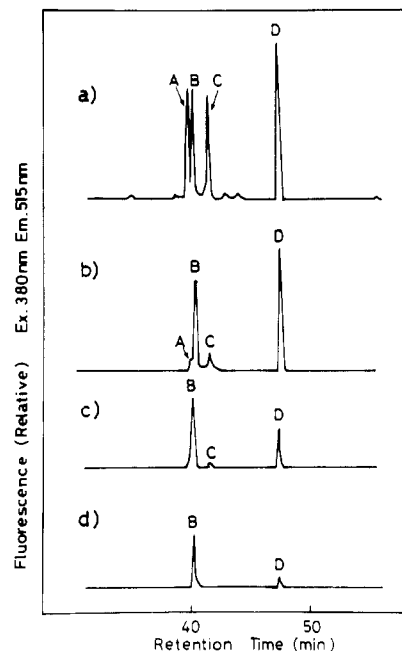 a)
A
B
C
D
b)
A
B
C
D
c)
B
C
D
d)
B
D
Fluorescence (Relative) Ex. 380nm Em. 515nm
40
50
Retention Time (min)